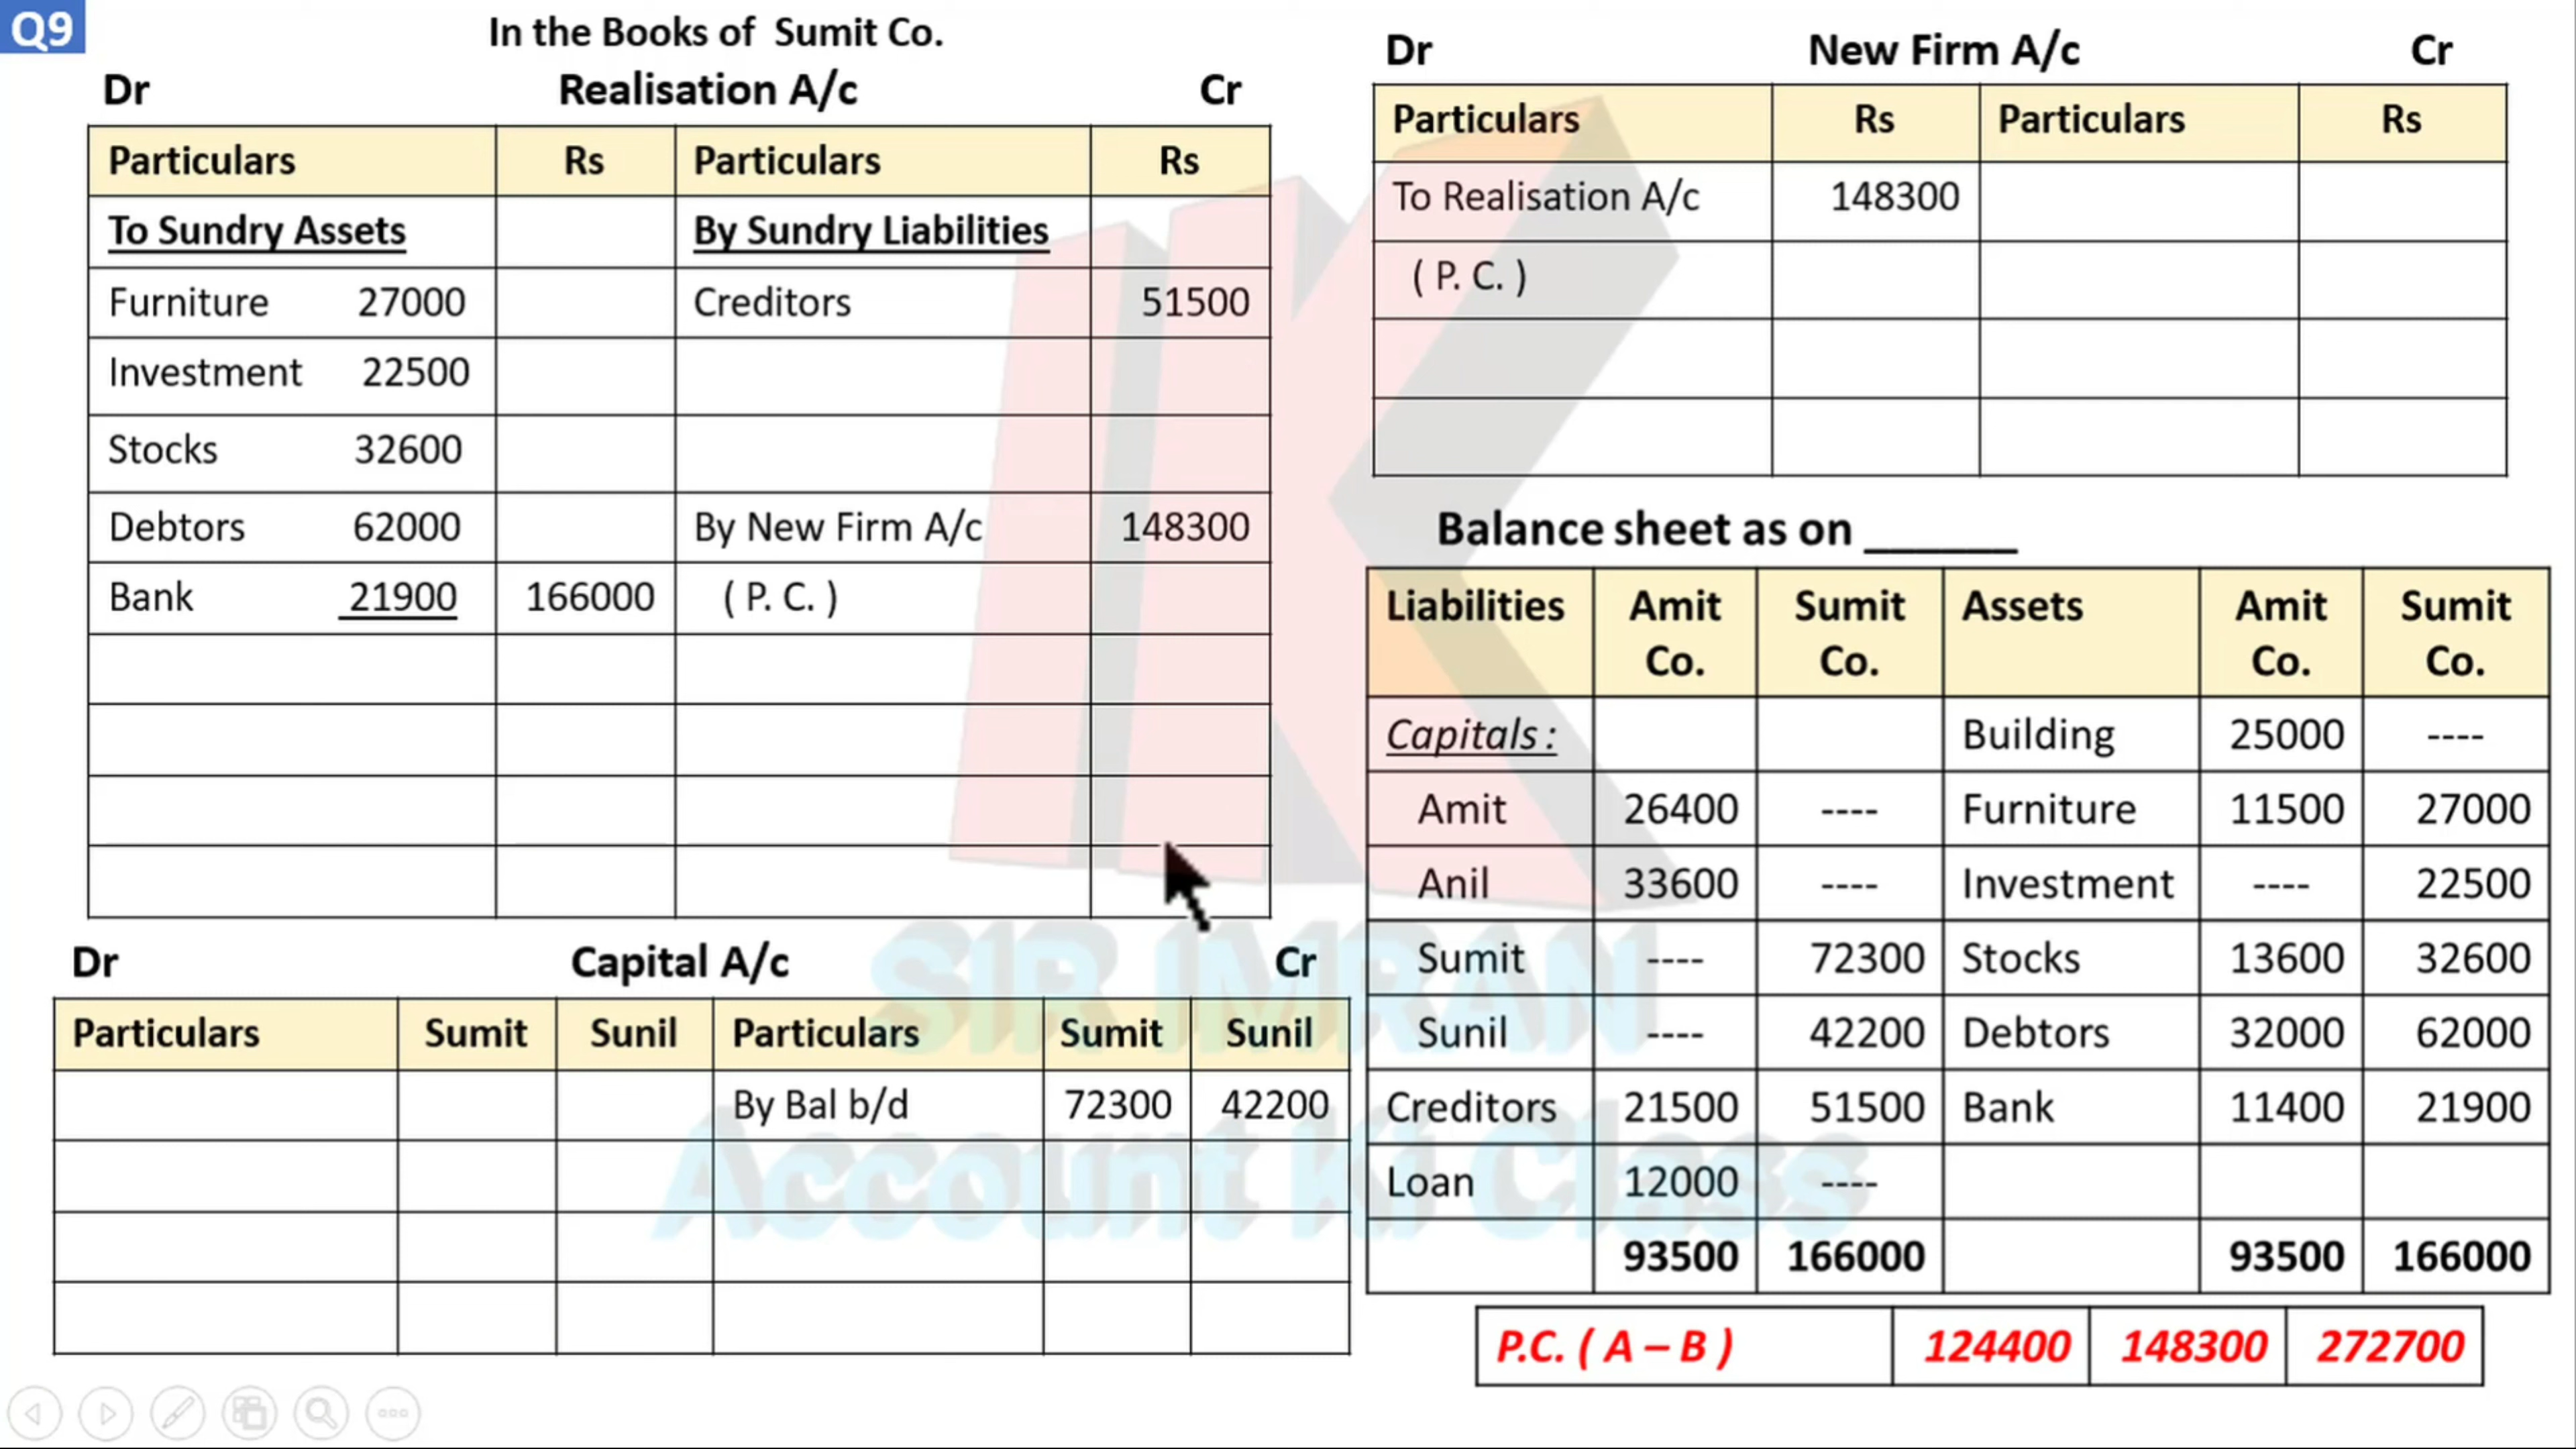 Q9
In the Books of Sumit Co.
Dr Realisation A/c Cr
Particulars Rs Particulars Rs
To Sundry Assets By Sundry Liabilities
Furniture 27000 Creditors 51500
Investment 22500
Stocks 32600
Debtors 62000 By New Firm A/c 148300
Bank 21900 166000 ( P. C. )
Dr Capital A/c Cr
Particulars Sumit Sunil Particulars Sumit Sunil
By Bal b/d 72300 42200
Dr New Firm A/c Cr
Particulars Rs Particulars Rs
To Realisation A/c 148300
( P. C. )
Balance sheet as on ______
Liabilities Amit Co. Sumit Co. Assets Amit Co. Sumit Co.
Capitals : Building 25000 ----
Amit 26400 ---- Furniture 11500 27000
Anil 33600 ---- Investment ---- 22500
Sumit ---- 72300 Stocks 13600 32600
Sunil ---- 42200 Debtors 32000 62000
Creditors 21500 51500 Bank 11400 21900
Loan 12000 ----
93500 166000 93500 166000
P.C. ( A – B ) 124400 148300 272700
SIR IMRAN
Account Ki Class